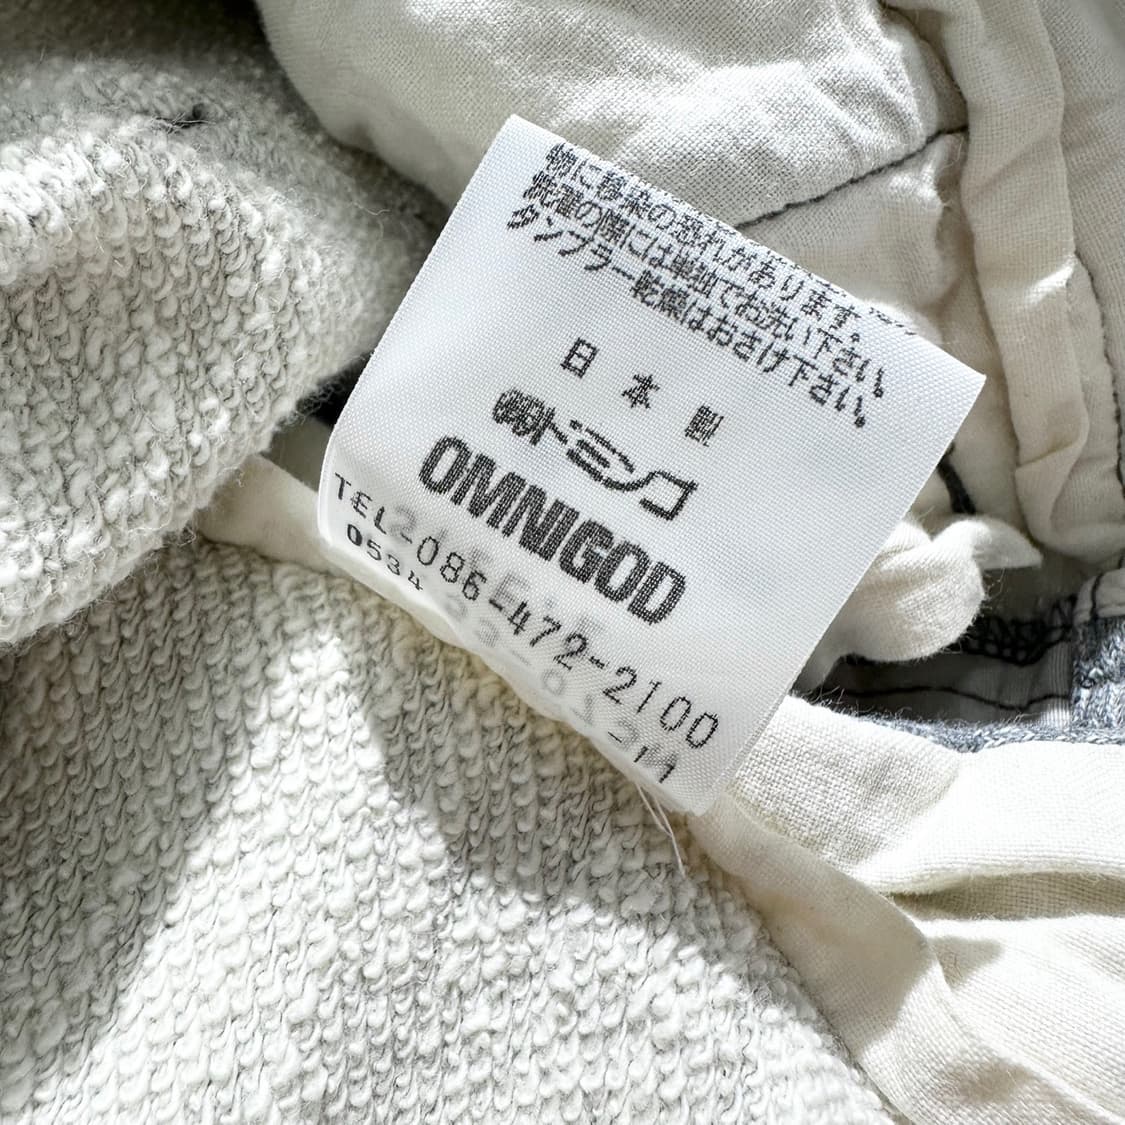 物に移染の恐れがあります。
洗濯の際には単独でお洗い下さい。
タンブラー乾燥はおさけ下さい。
日本製
㈱ドミンゴ
OMNIGOD
TEL 086-472-2100
0534